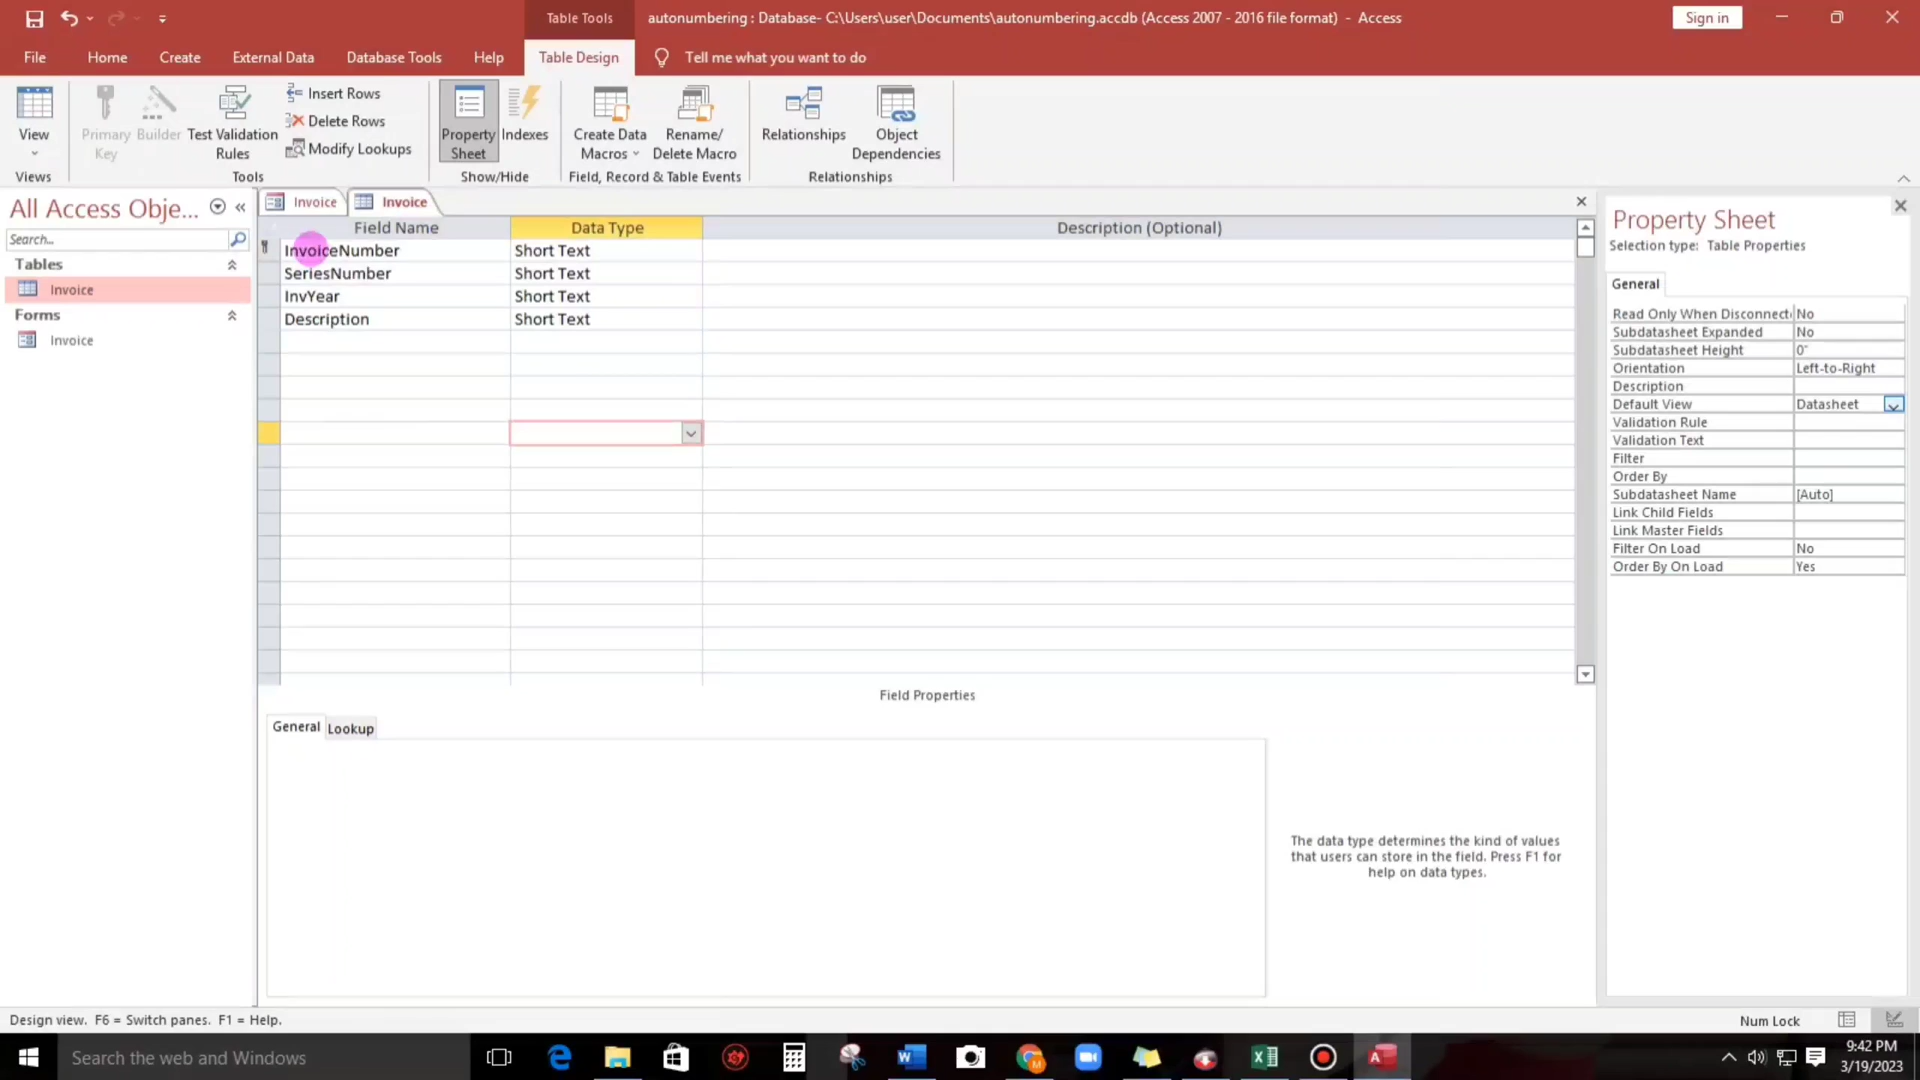 Table Tools
autonumbering : Database- C:\Users\user\Documents\autonumbering.accdb (Access 2007 - 2016 file format) - Access
Sign in
File
Home
Create
External Data
Database Tools
Help
Table Design
Tell me what you want to do
View
Primary Key
Builder
Test Validation Rules
Insert Rows
Delete Rows
Modify Lookups
Property Sheet
Indexes
Create Data Macros
Rename/ Delete Macro
Relationships
Object Dependencies
Views
Tools
Show/Hide
Field, Record & Table Events
Relationships
All Access Obje...
Search...
Tables
Invoice
Forms
Invoice
Invoice
Invoice
Field Name
Data Type
Description (Optional)
InvoiceNumber
Short Text
SeriesNumber
Short Text
InvYear
Short Text
Description
Short Text
Field Properties
General
Lookup
The data type determines the kind of values
that users can store in the field. Press F1 for
help on data types.
Property Sheet
Selection type: Table Properties
General
Read Only When Disconnect
No
Subdatasheet Expanded
No
Subdatasheet Height
0"
Orientation
Left-to-Right
Description
Default View
Datasheet
Validation Rule
Validation Text
Filter
Order By
Subdatasheet Name
[Auto]
Link Child Fields
Link Master Fields
Filter On Load
No
Order By On Load
Yes
Design view. F6 = Switch panes. F1 = Help.
Num Lock
Search the web and Windows
9:42 PM
3/19/2023